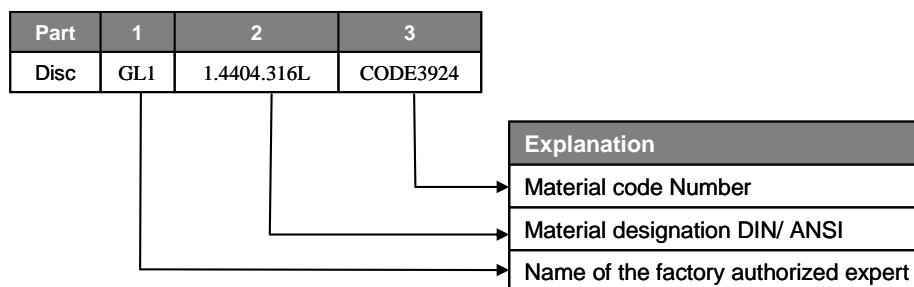 Part 1 2 3
Disc GL1 1.4404.316L CODE3924
Explanation
Material code Number
Material designation DIN/ ANSI
Name of the factory authorized expert